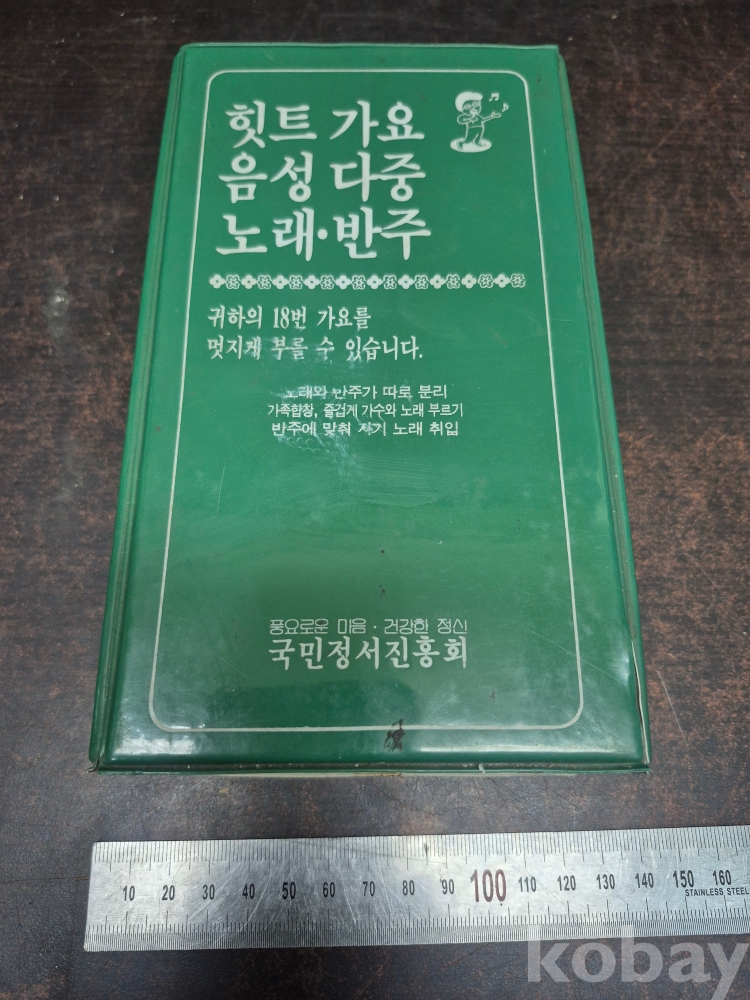 힛트 가요
음성 다중
노래·반주
귀하의 18번 가요를
멋지게 부를 수 있습니다.
노래와 반주가 따로 분리
가족합창, 즐겁게 가수와 노래 부르기
반주에 맞춰 자기 노래 취입
풍요로운 마음·건강한 정신
국민정서진흥회
10 20 30 40 50 60 70 80 90 100 110 120 130 140 150 160
STAINLESS STEEL
kobay